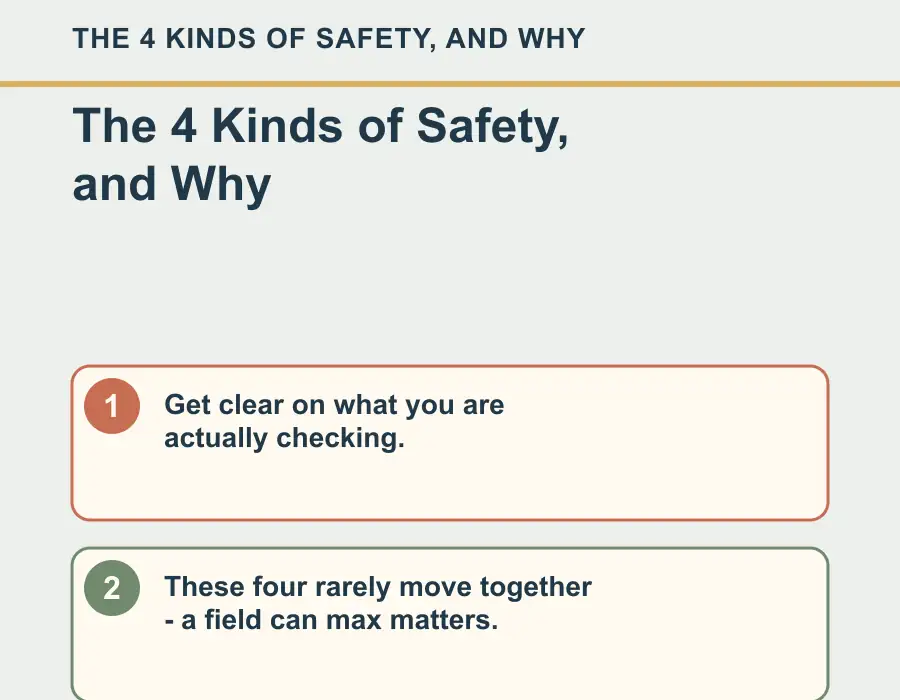 THE 4 KINDS OF SAFETY, AND WHY
The 4 Kinds of Safety,
and Why
1
Get clear on what you are
actually checking.
2
These four rarely move together
- a field can max matters.